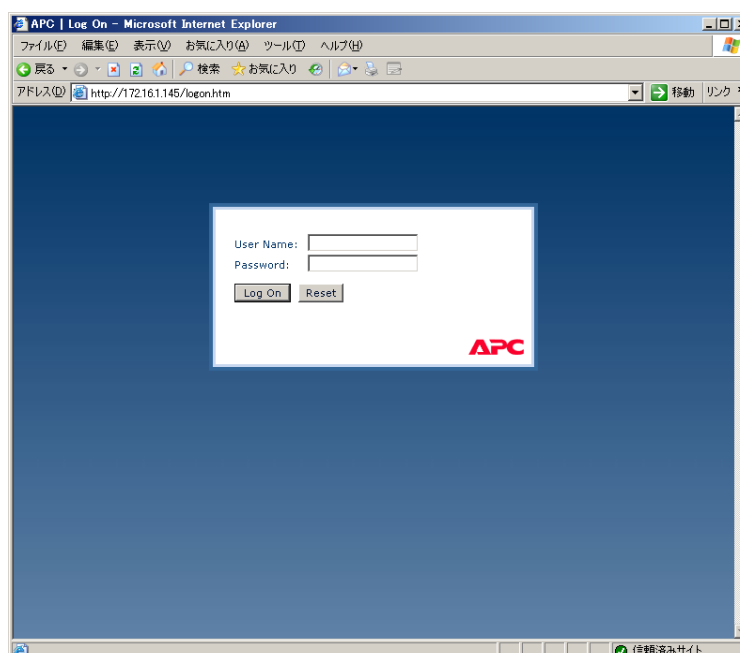 APC | Log On - Microsoft Internet Explorer
ファイル(F) 編集(E) 表示(V) お気に入り(A) ツール(T) ヘルプ(H)
戻る 検索 お気に入り
アドレス(D) http://172.16.1.145/logon.htm 移動 リンク
User Name:
Password:
Log On Reset
APC
信頼済みサイト